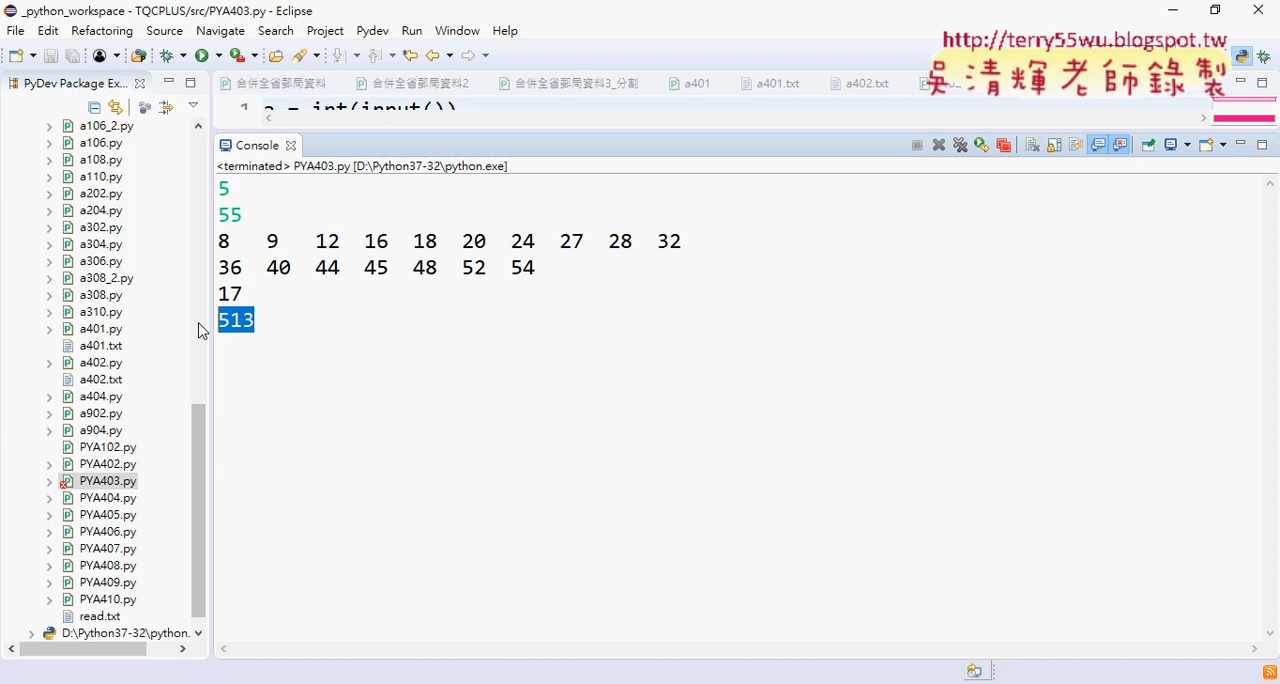 _python_workspace - TQCPLUS/src/PYA403.py - Eclipse
File Edit Refactoring Source Navigate Search Project Pydev Run Window Help
http://terry55wu.blogspot.tw
吳清輝老師錄製
PyDev Package Ex...
合併全省郵局資料 合併全省郵局資料2 合併全省郵局資料3_分割 a401 a401.txt a402.txt
1 a = int(input())
Console
<terminated> PYA403.py [D:\Python37-32\python.exe]
5
55
8 9 12 16 18 20 24 27 28 32
36 40 44 45 48 52 54
17
513
a106_2.py
a106.py
a108.py
a110.py
a202.py
a204.py
a302.py
a304.py
a306.py
a308_2.py
a308.py
a310.py
a401.py
a401.txt
a402.py
a402.txt
a404.py
a902.py
a904.py
PYA102.py
PYA402.py
PYA403.py
PYA404.py
PYA405.py
PYA406.py
PYA407.py
PYA408.py
PYA409.py
PYA410.py
read.txt
D:\Python37-32\python.